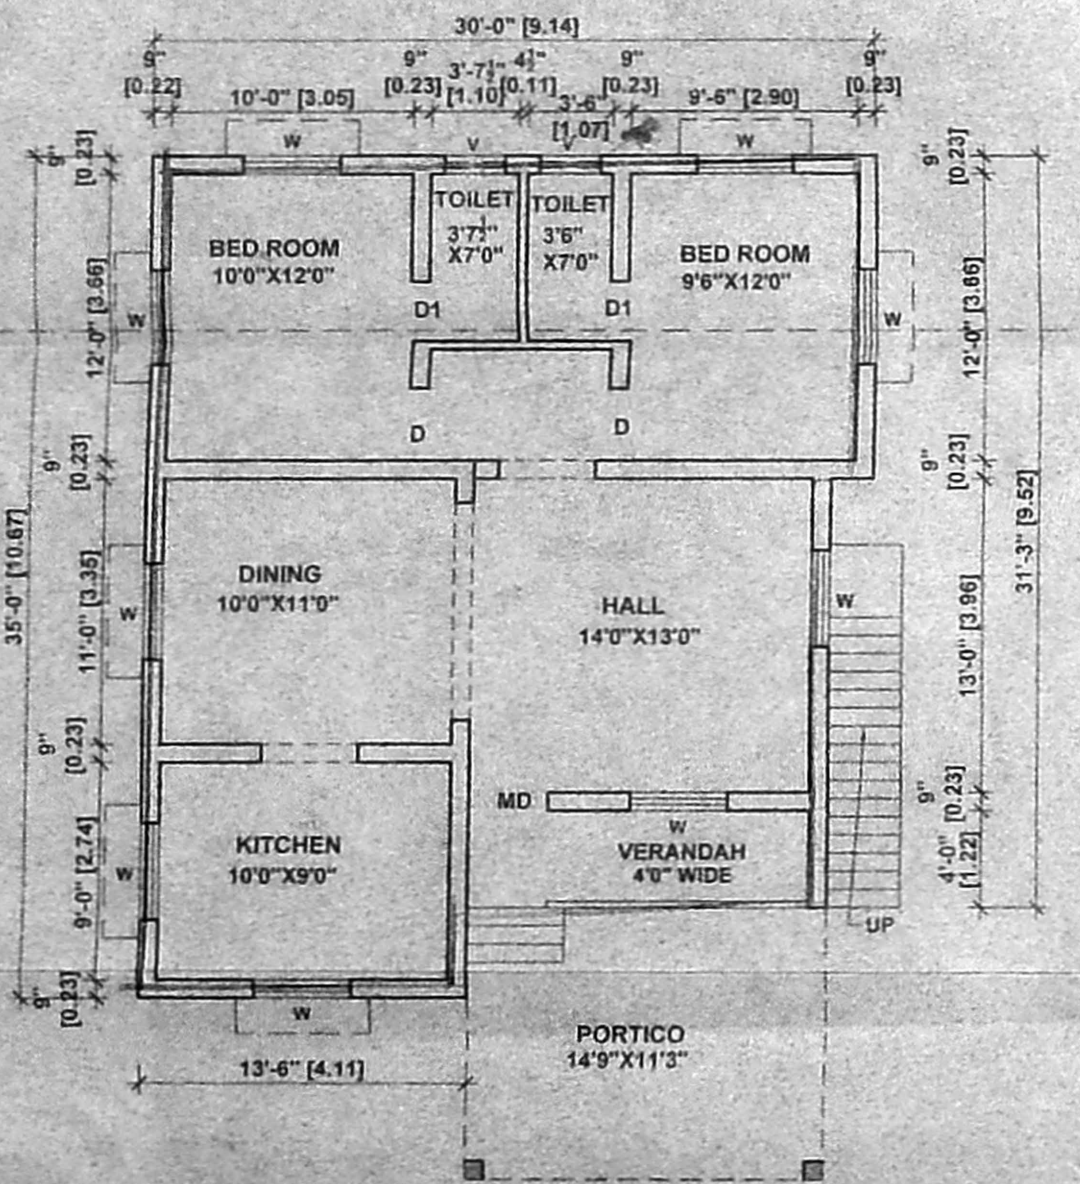 30'-0" [9.14]
9" [0.22]
10'-0" [3.05]
9" [0.23]
3'-7½" [1.10]
4½" [0.11]
3'-6" [1.07]
9" [0.23]
9'-6" [2.90]
9" [0.23]
W
V
V
W
9" [0.23]
9" [0.23]
TOILET
3'7½"
X7'0"
TOILET
3'6"
X7'0"
BED ROOM
10'0"X12'0"
BED ROOM
9'6"X12'0"
D1
D1
W
W
12'-0" [3.66]
12'-0" [3.66]
D
D
9" [0.23]
9" [0.23]
35'-0" [10.67]
31'-3" [9.52]
DINING
10'0"X11'0"
11'-0" [3.35]
W
HALL
14'0"X13'0"
W
13'-0" [3.96]
9" [0.23]
MD
9" [0.23]
W
KITCHEN
10'0"X9'0"
9'-0" [2.74]
W
VERANDAH
4'0" WIDE
4'-0" [1.22]
UP
9" [0.23]
W
PORTICO
14'9"X11'3"
13'-6" [4.11]